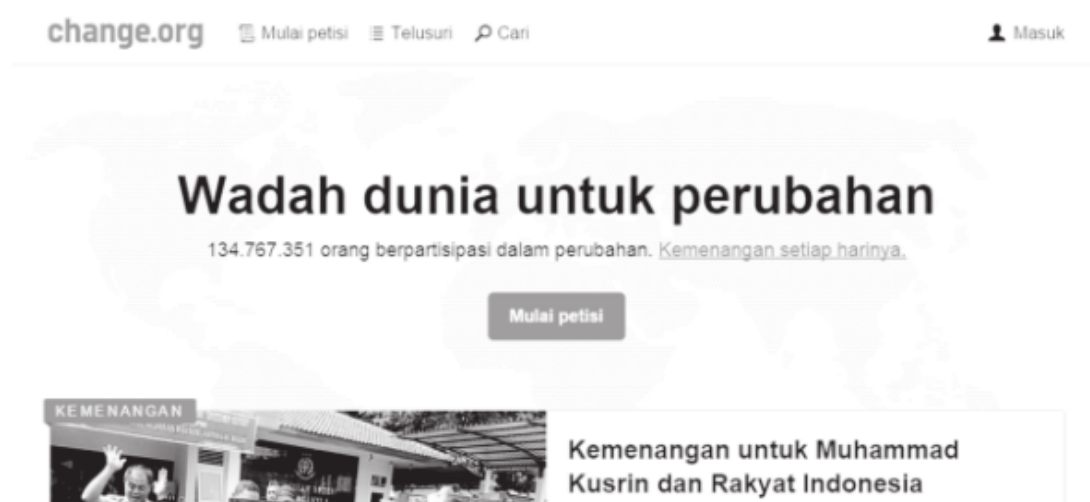 change.org Mulai petisi Telusuri Cari Masuk
Wadah dunia untuk perubahan
134.767.351 orang berpartisipasi dalam perubahan. Kemenangan setiap harinya.
Mulai petisi
KEMENANGAN
Kemenangan untuk Muhammad
Kusrin dan Rakyat Indonesia